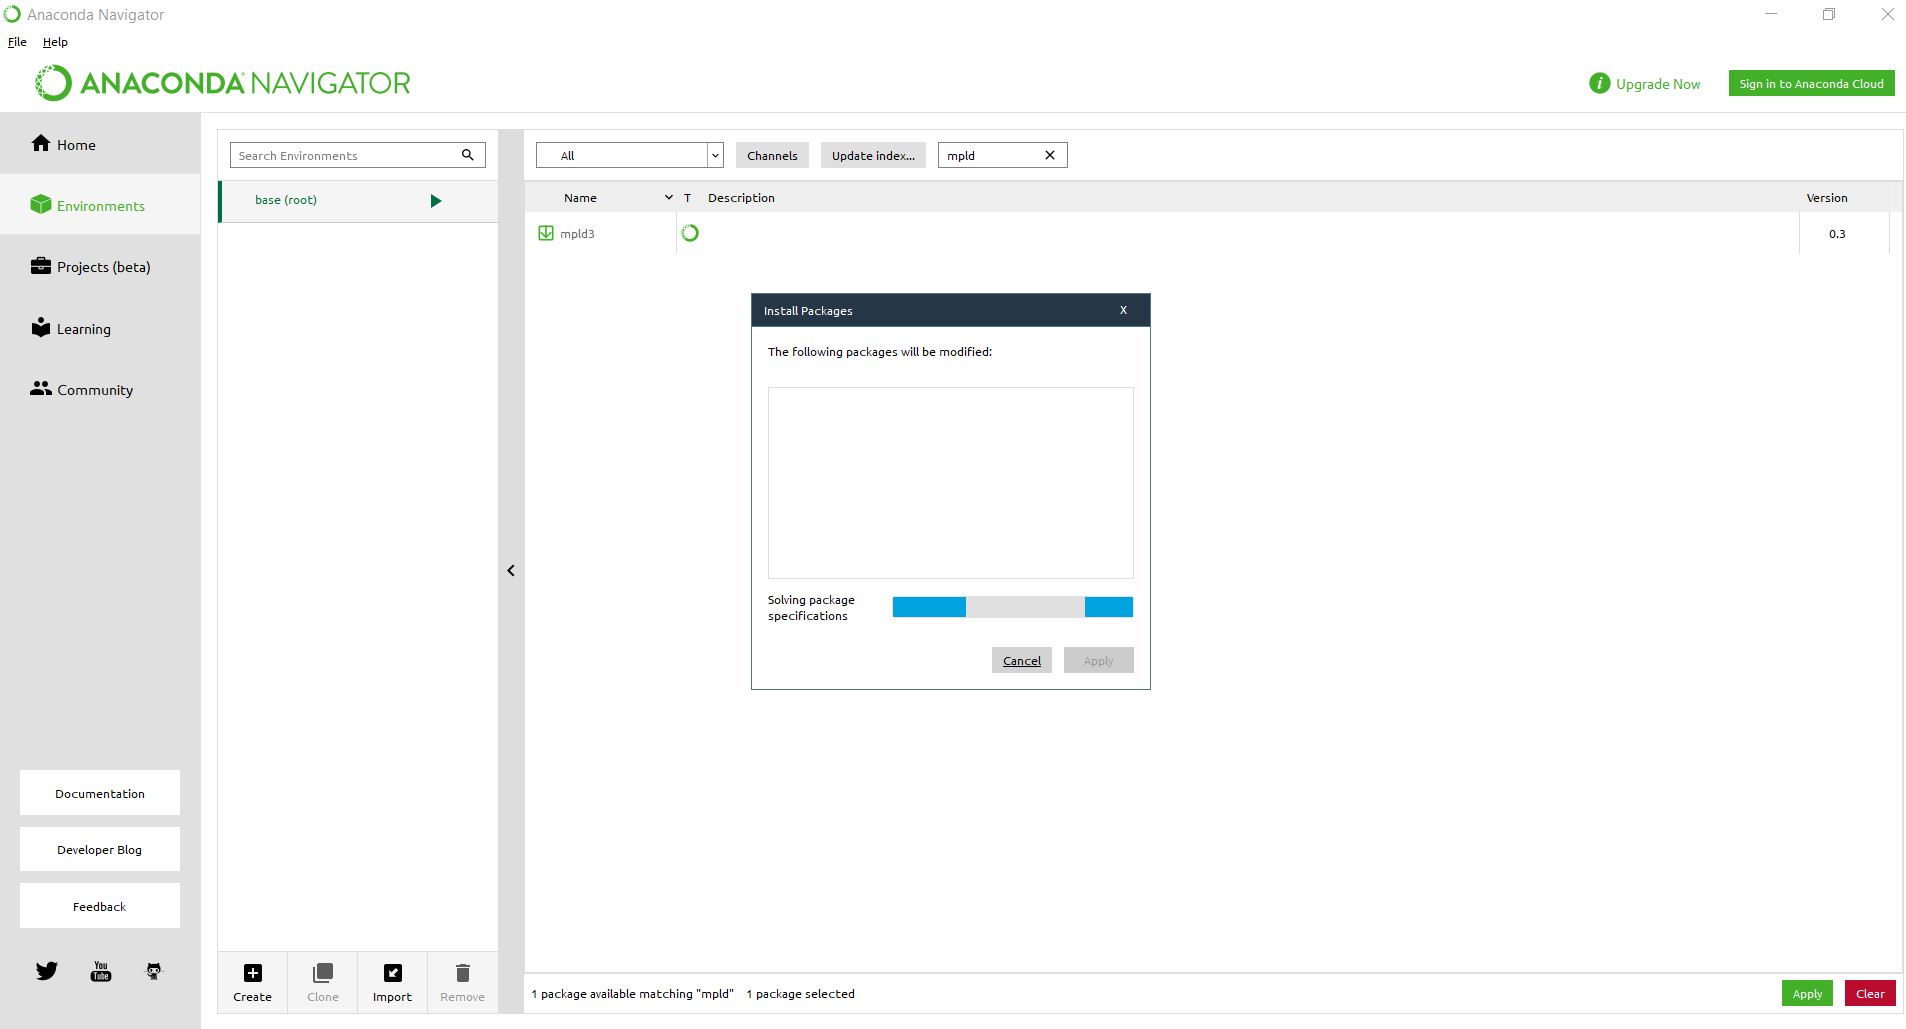 Anaconda Navigator
File Help
ANACONDA NAVIGATOR
i Upgrade Now
Sign in to Anaconda Cloud
Home
Environments
Projects (beta)
Learning
Community
Documentation
Developer Blog
Feedback
You
Tube
Search Environments
base (root)
Create Clone Import Remove
All Channels Update index... mpld
Name T Description Version
mpld3 0.3
Install Packages X
The following packages will be modified:
Solving package
specifications
Cancel Apply
1 package available matching "mpld" 1 package selected
Apply Clear